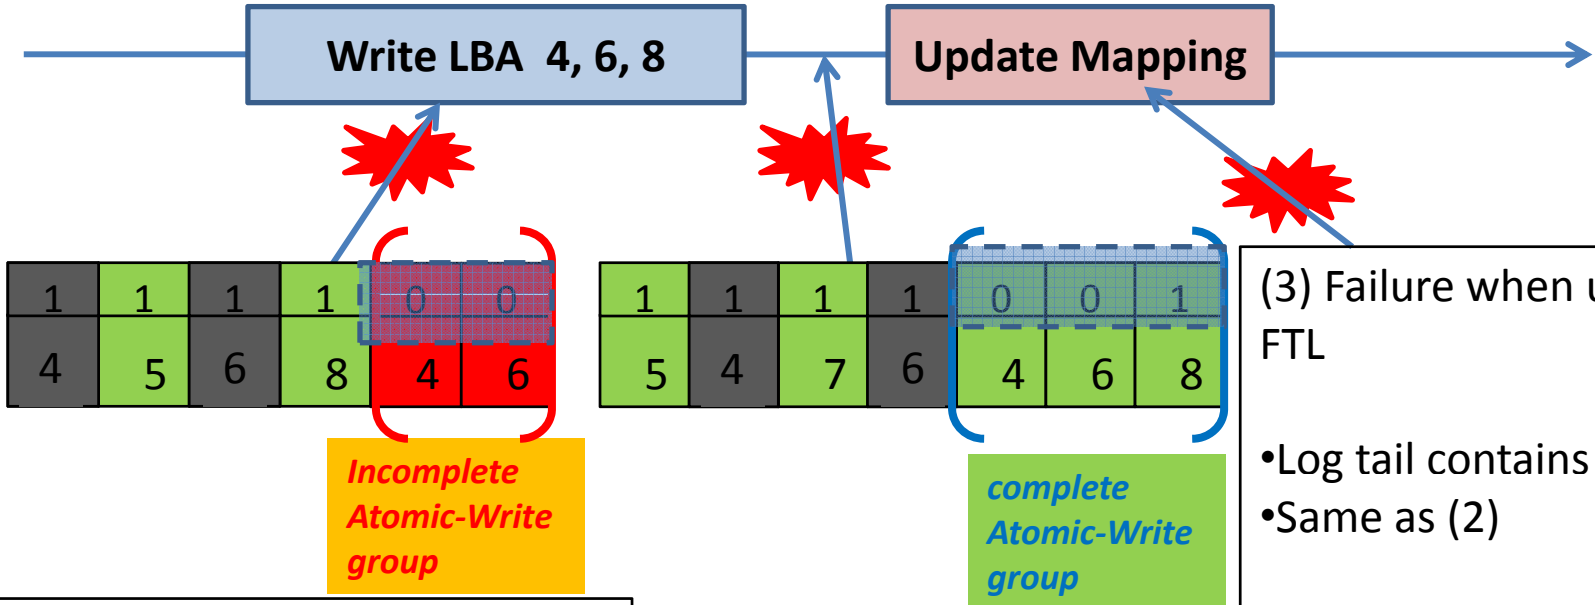 Write LBA 4, 6, 8
Update Mapping
1 1 1 1 0 0
4 5 6 8 4 6
1 1 1 1 0 0 1
5 4 7 6 4 6 8
Incomplete
Atomic-Write
group
complete
Atomic-Write
group
(3) Failure when
FTL
•Log tail contains
•Same as (2)